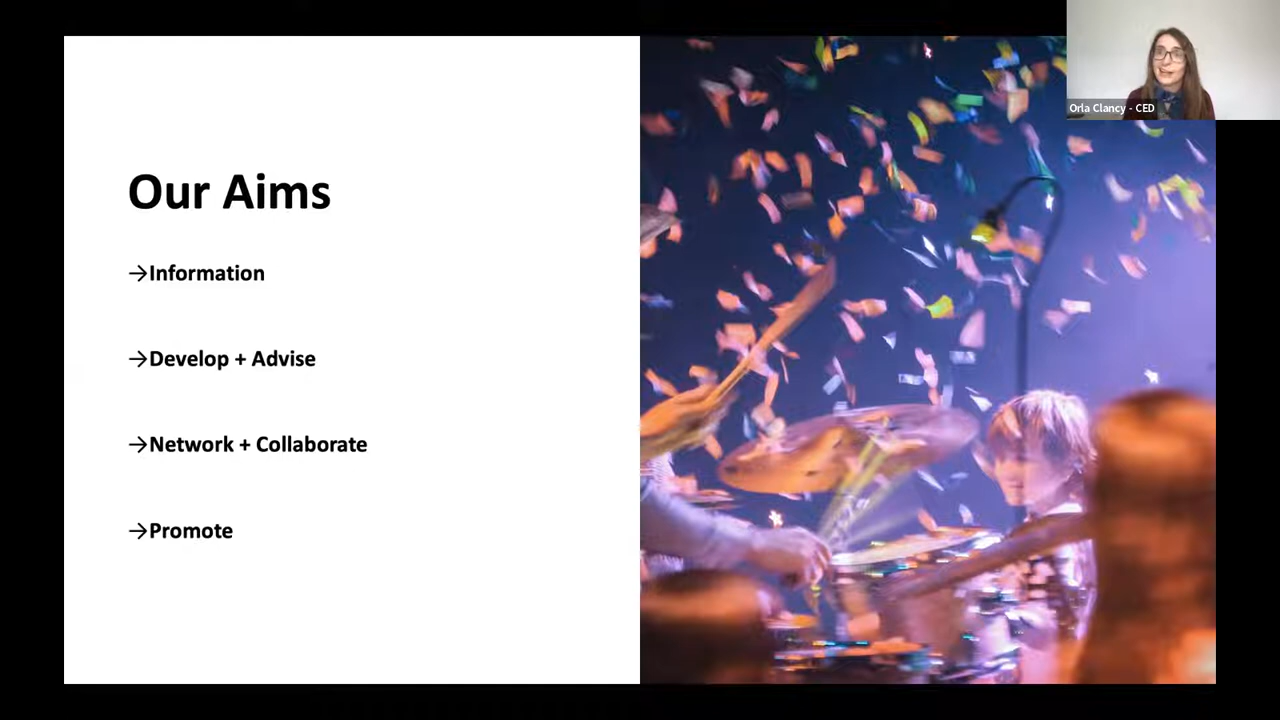 Our Aims
→Information
→Develop + Advise
→Network + Collaborate
→Promote
Orla Clancy - CED